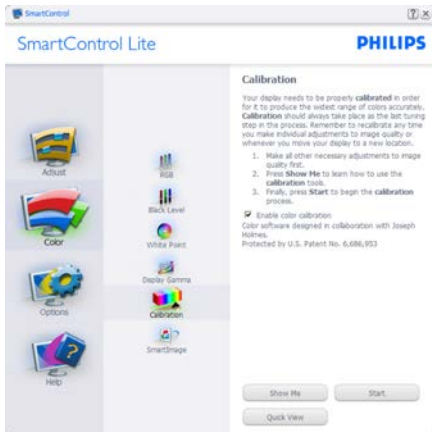 SmartControl
SmartControl Lite
PHILIPS
Adjust
Color
Options
Help
RGB
Black Level
White Point
Display Gamma
Calibration
SmartImage
Calibration
Your display needs to be properly calibrated in order
for it to produce the widest range of colors accurately.
Calibration should always take place as the last tuning
step in the process. Remember to recalibrate any time
you make individual adjustments to image quality or
whenever you move your display to a new location.
1. Make all other necessary adjustments to image
quality first.
2. Press Show Me to learn how to use the
calibration tools.
3. Finally, press Start to begin the calibration
process.
Enable color calibration
Color software designed in collaboration with Joseph
Holmes.
Protected by U.S. Patent No. 6,686,953
Show Me
Start
Quick View